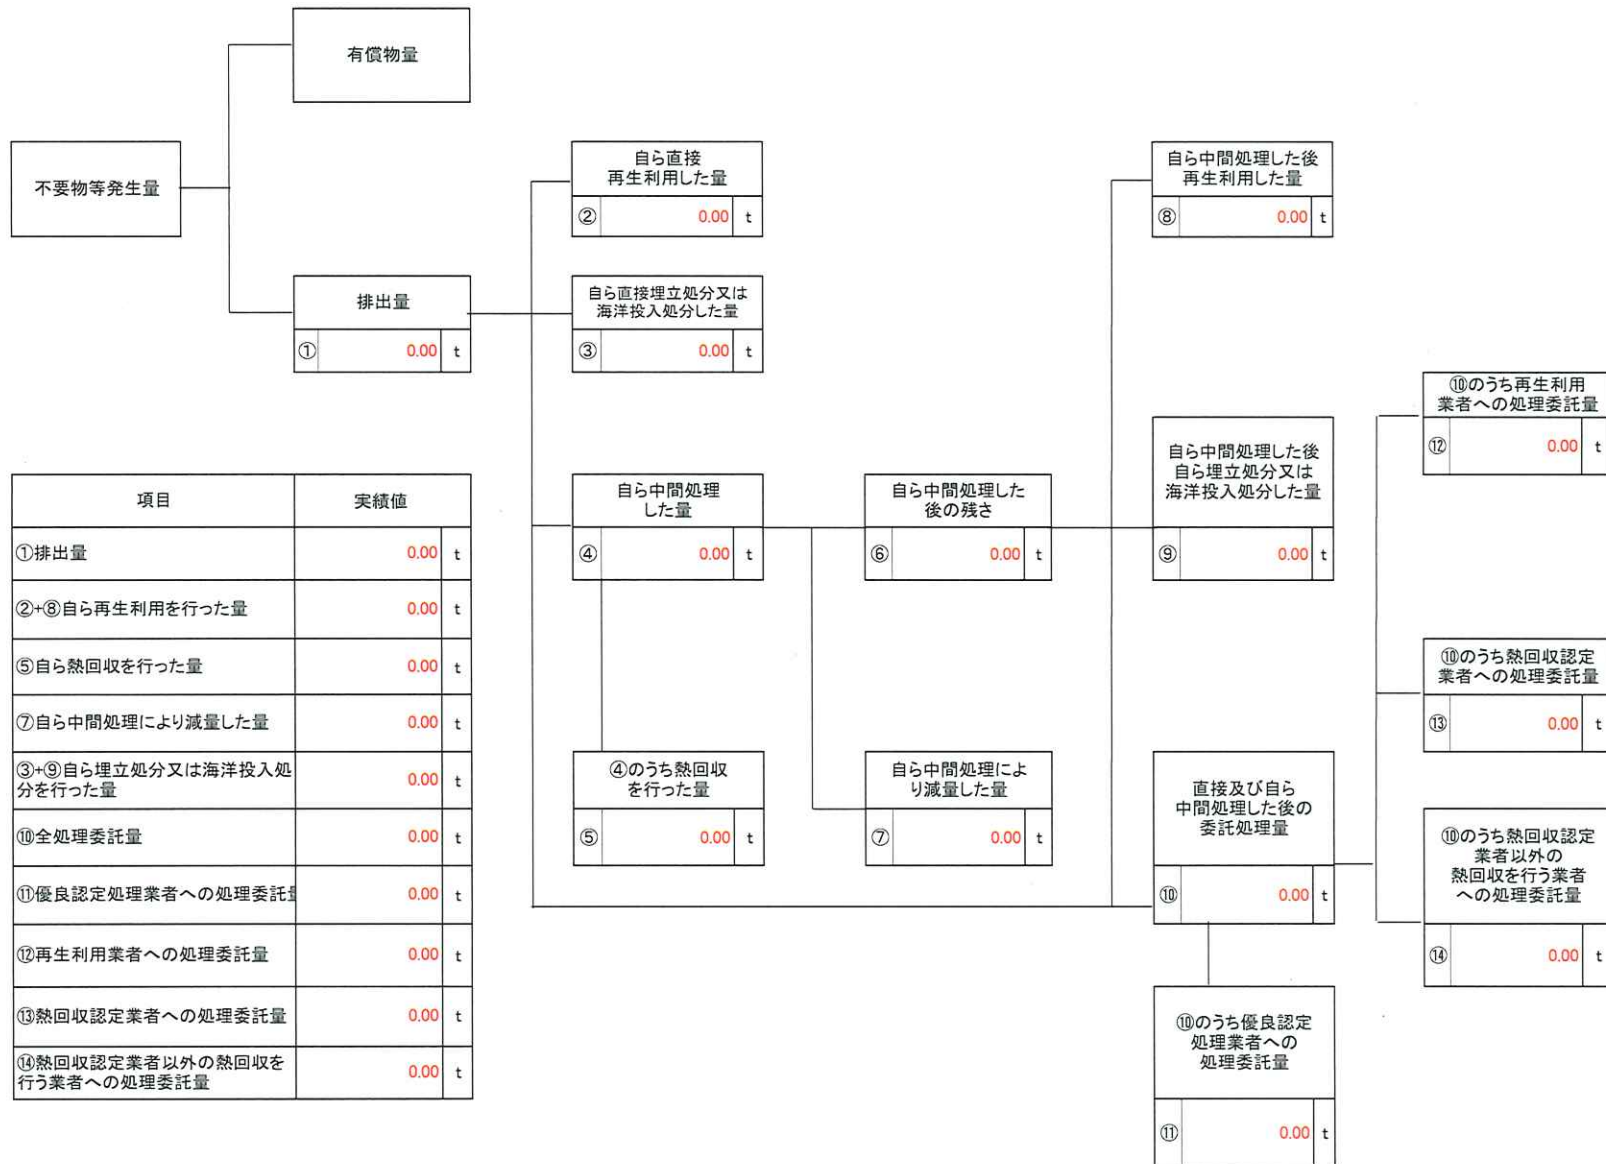 有償物量
不要物等発生量
自ら直接
再生利用した量
② 0.00 t
自ら中間処理した後
再生利用した量
⑧ 0.00 t
排出量
① 0.00 t
自ら直接埋立処分又は
海洋投入処分した量
③ 0.00 t
⑩のうち再生利用
業者への処理委託量
⑫ 0.00 t
自ら中間処理
した量
④ 0.00 t
自ら中間処理した
後の残さ
⑥ 0.00 t
自ら中間処理した後
自ら埋立処分又は
海洋投入処分した量
⑨ 0.00 t
⑩のうち熱回収認定
業者への処理委託量
⑬ 0.00 t
④のうち熱回収
を行った量
⑤ 0.00 t
自ら中間処理によ
り減量した量
⑦ 0.00 t
直接及び自ら
中間処理した後の
委託処理量
⑩ 0.00 t
⑩のうち熱回収認定
業者以外の
熱回収を行う業者
への処理委託量
⑭ 0.00 t
⑩のうち優良認定
処理業者への
処理委託量
⑪ 0.00 t
項目 実績値
①排出量 0.00 t
②+⑧自ら再生利用を行った量 0.00 t
⑤自ら熱回収を行った量 0.00 t
⑦自ら中間処理により減量した量 0.00 t
③+⑨自ら埋立処分又は海洋投入処
分を行った量 0.00 t
⑩全処理委託量 0.00 t
⑪優良認定処理業者への処理委託量 0.00 t
⑫再生利用業者への処理委託量 0.00 t
⑬熱回収認定業者への処理委託量 0.00 t
⑭熱回収認定業者以外の熱回収を
行う業者への処理委託量 0.00 t